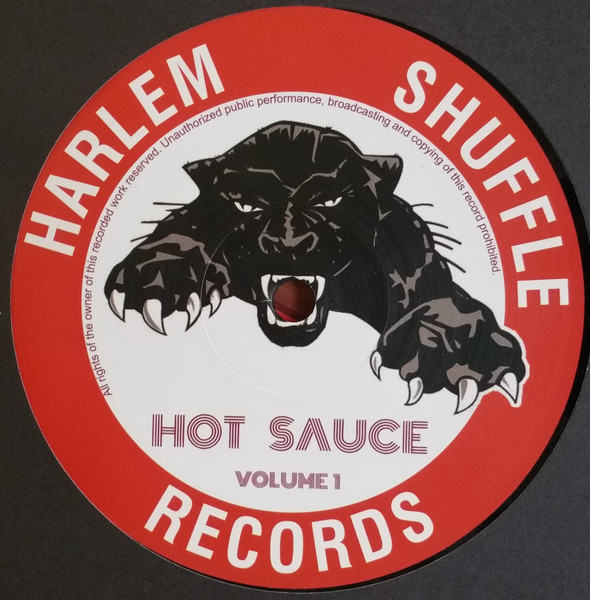 HARLEM SHUFFLE
All rights of the owner of this recorded work reserved. Unauthorized public performance, broadcasting and copying of this record prohibited.
HOT SAUCE
VOLUME 1
RECORDS